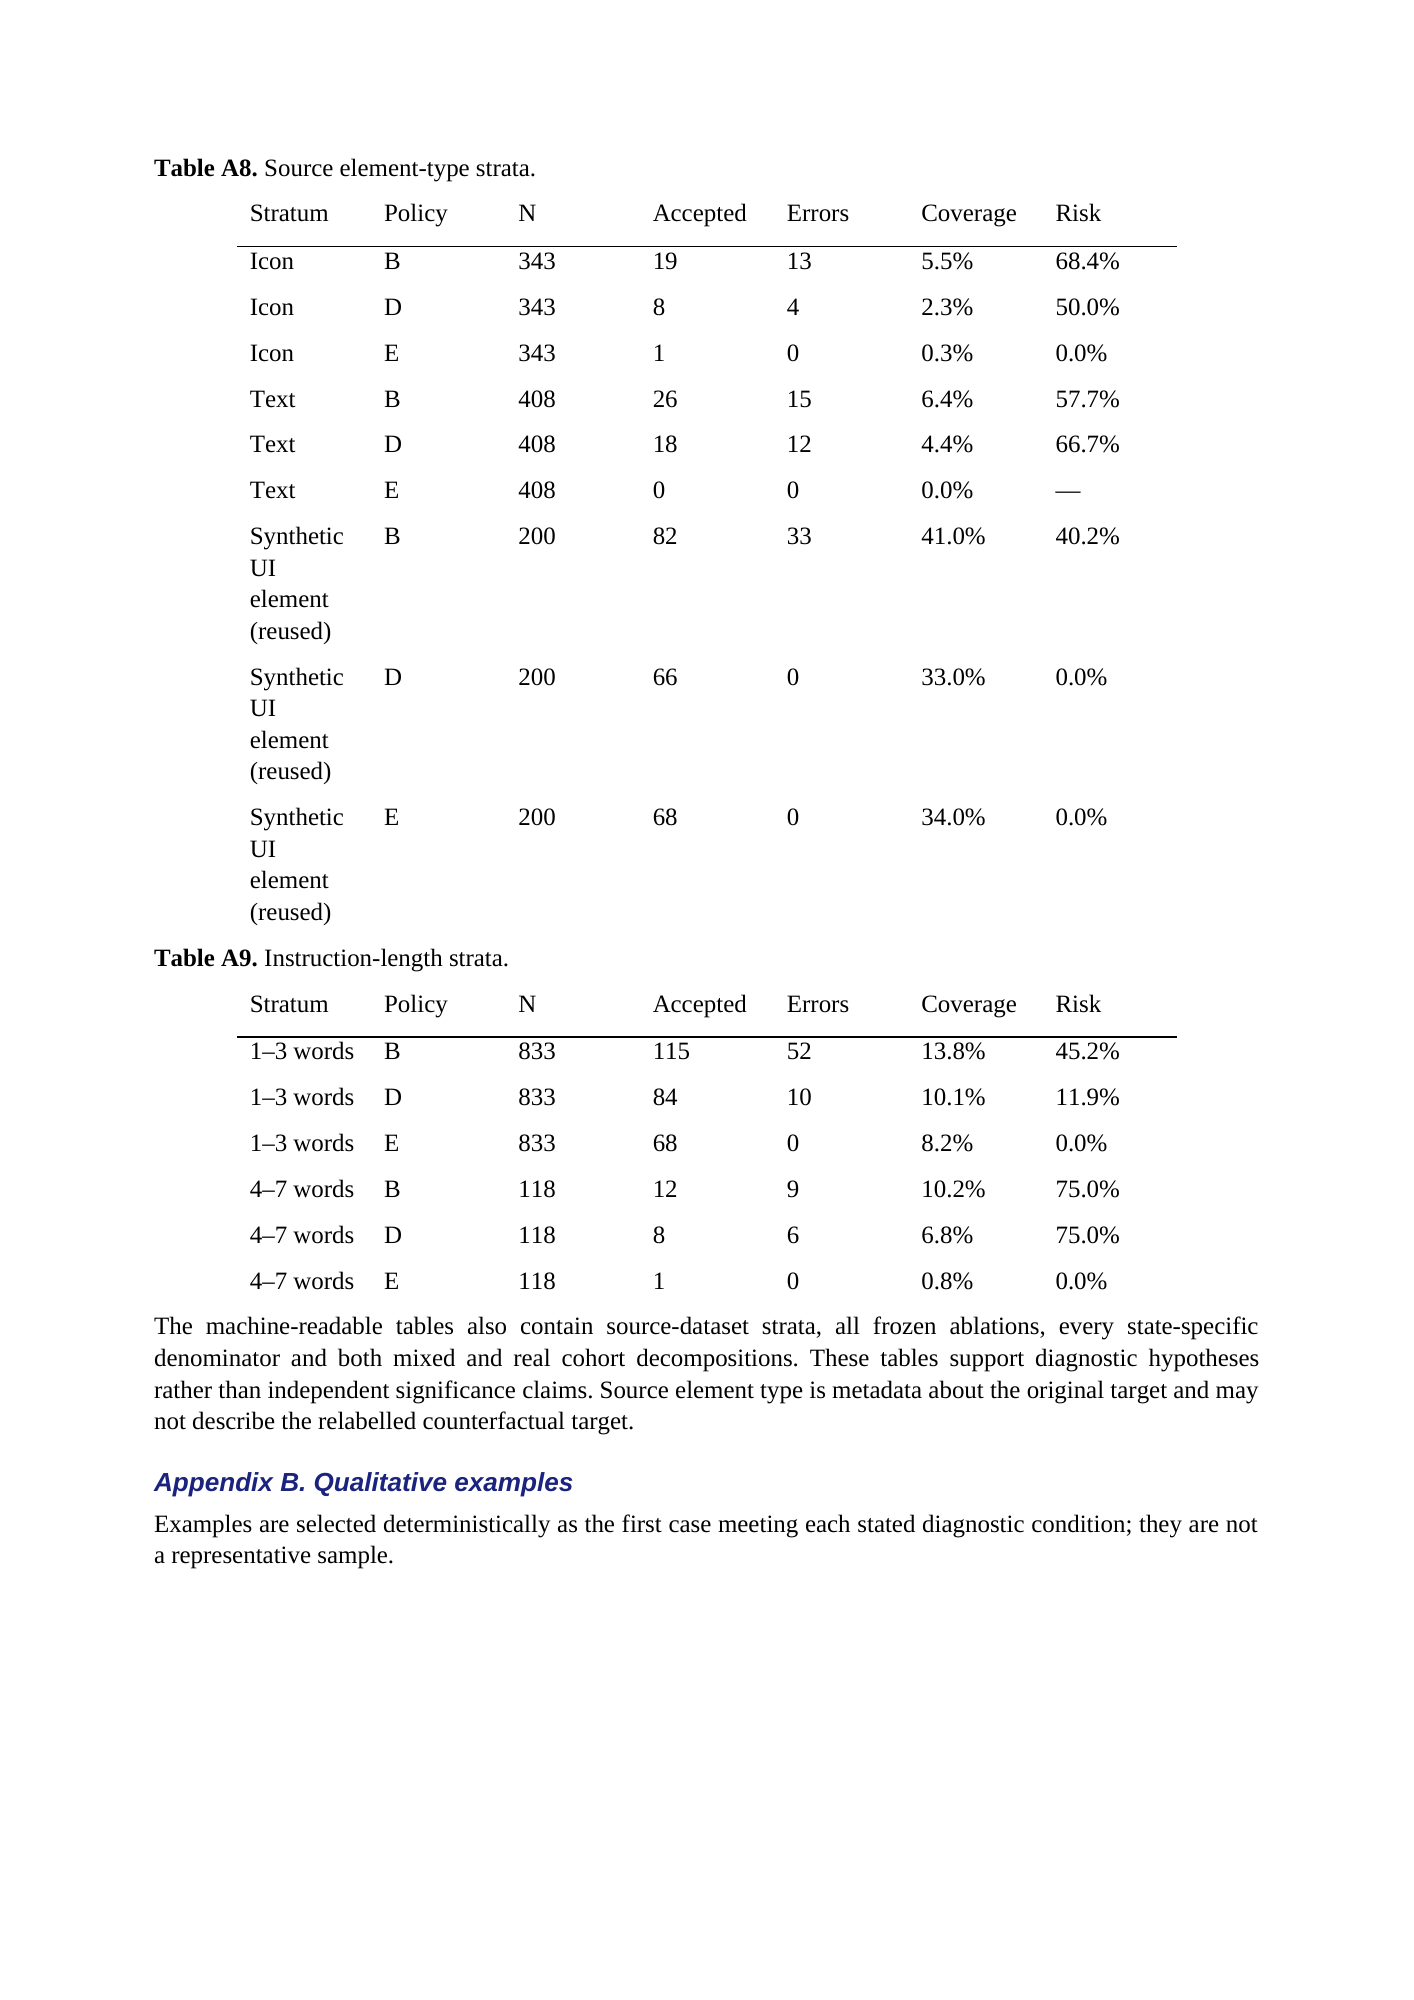 Table A8. Source element-type strata.
Stratum Policy N Accepted Errors Coverage Risk
Icon B 343 19 13 5.5% 68.4%
Icon D 343 8 4 2.3% 50.0%
Icon E 343 1 0 0.3% 0.0%
Text B 408 26 15 6.4% 57.7%
Text D 408 18 12 4.4% 66.7%
Text E 408 0 0 0.0% —
Synthetic B 200 82 33 41.0% 40.2%
UI
element
(reused)
Synthetic D 200 66 0 33.0% 0.0%
UI
element
(reused)
Synthetic E 200 68 0 34.0% 0.0%
UI
element
(reused)
Table A9. Instruction-length strata.
Stratum Policy N Accepted Errors Coverage Risk
1–3 words B 833 115 52 13.8% 45.2%
1–3 words D 833 84 10 10.1% 11.9%
1–3 words E 833 68 0 8.2% 0.0%
4–7 words B 118 12 9 10.2% 75.0%
4–7 words D 118 8 6 6.8% 75.0%
4–7 words E 118 1 0 0.8% 0.0%
The machine-readable tables also contain source-dataset strata, all frozen ablations, every state-specific
denominator and both mixed and real cohort decompositions. These tables support diagnostic hypotheses
rather than independent significance claims. Source element type is metadata about the original target and may
not describe the relabelled counterfactual target.
Appendix B. Qualitative examples
Examples are selected deterministically as the first case meeting each stated diagnostic condition; they are not
a representative sample.